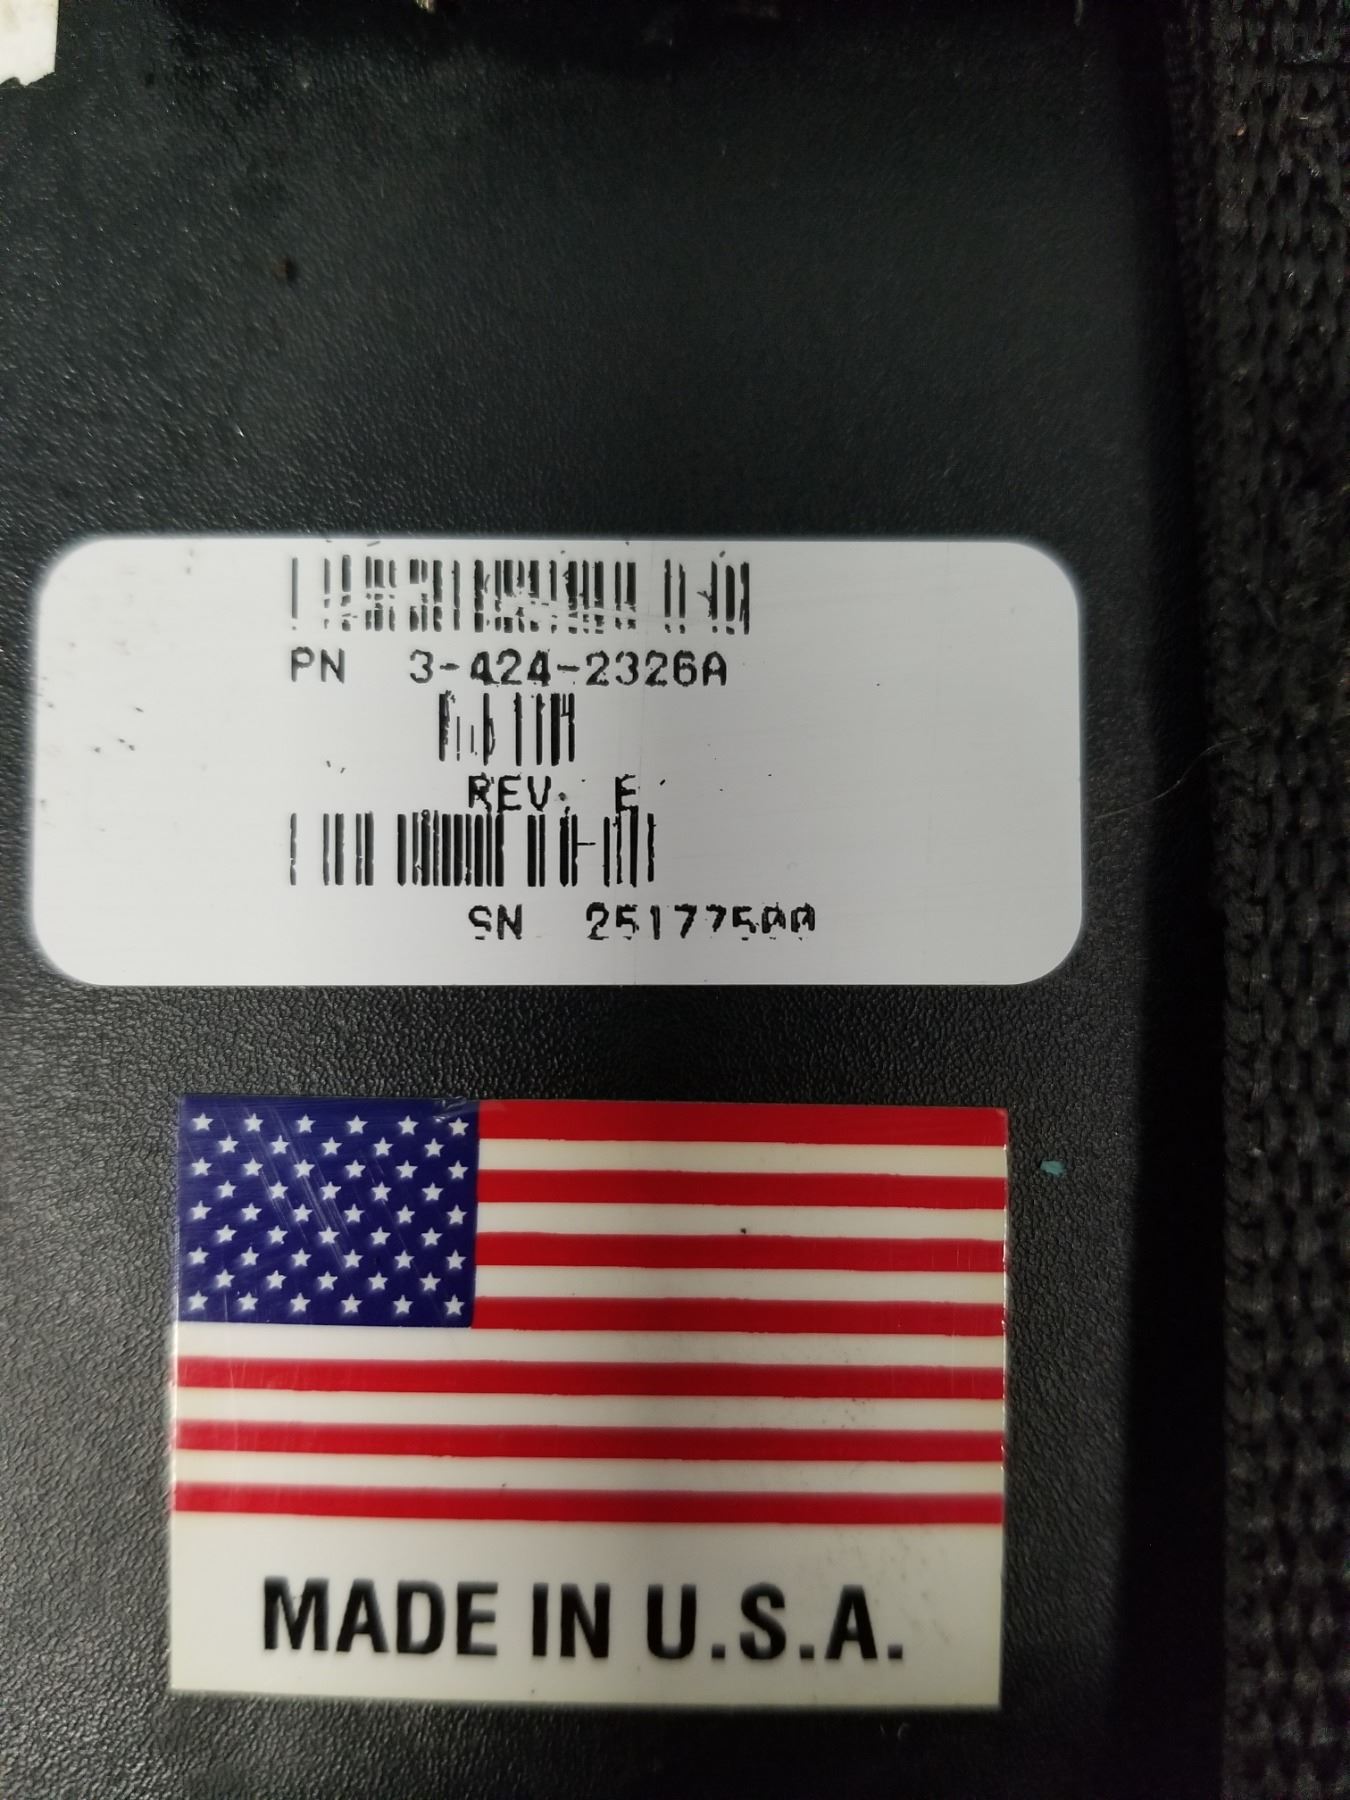 PN 3-424-2326A
REV. E
SN 25177500
MADE IN U.S.A.